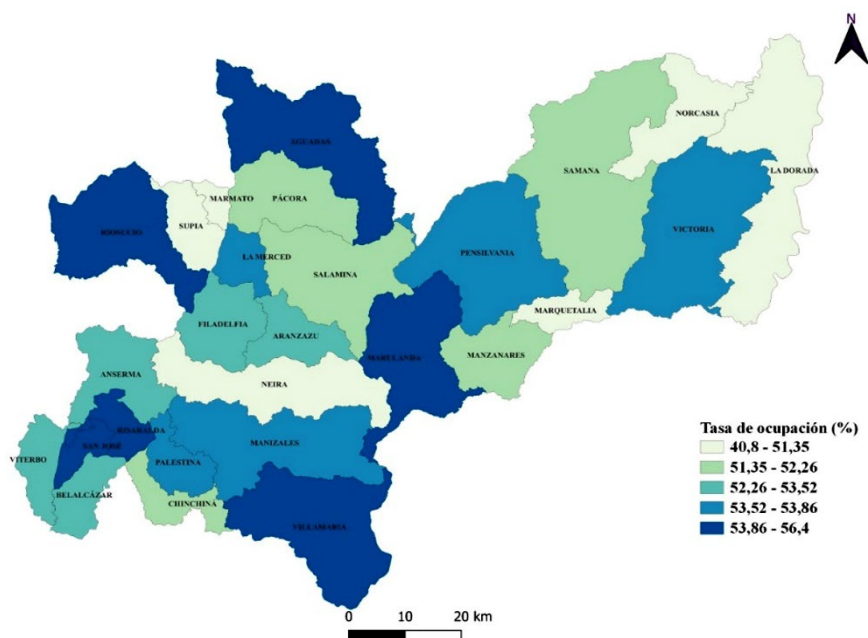 N
AGUADAS
NORCASIA
SAMANA
LA DORADA
MARMATO
PÁCORA
SUPIA
RIOSUCIO
VICTORIA
LA MERCED
PENSILVANIA
SALAMINA
MARQUETALIA
FILADELFIA
ARANZAU
MARULANDA
MANZANARES
ANSERMA
NEIRA
RISARALDA
SAN JOSÉ
MANIZALES
VITERBO
PALESTINA
BELALCÁZAR
CHINCHINÁ
VILLAMARIA
Tasa de ocupación (%)
40,8 - 51,35
51,35 - 52,26
52,26 - 53,52
53,52 - 53,86
53,86 - 56,4
0 10 20 km